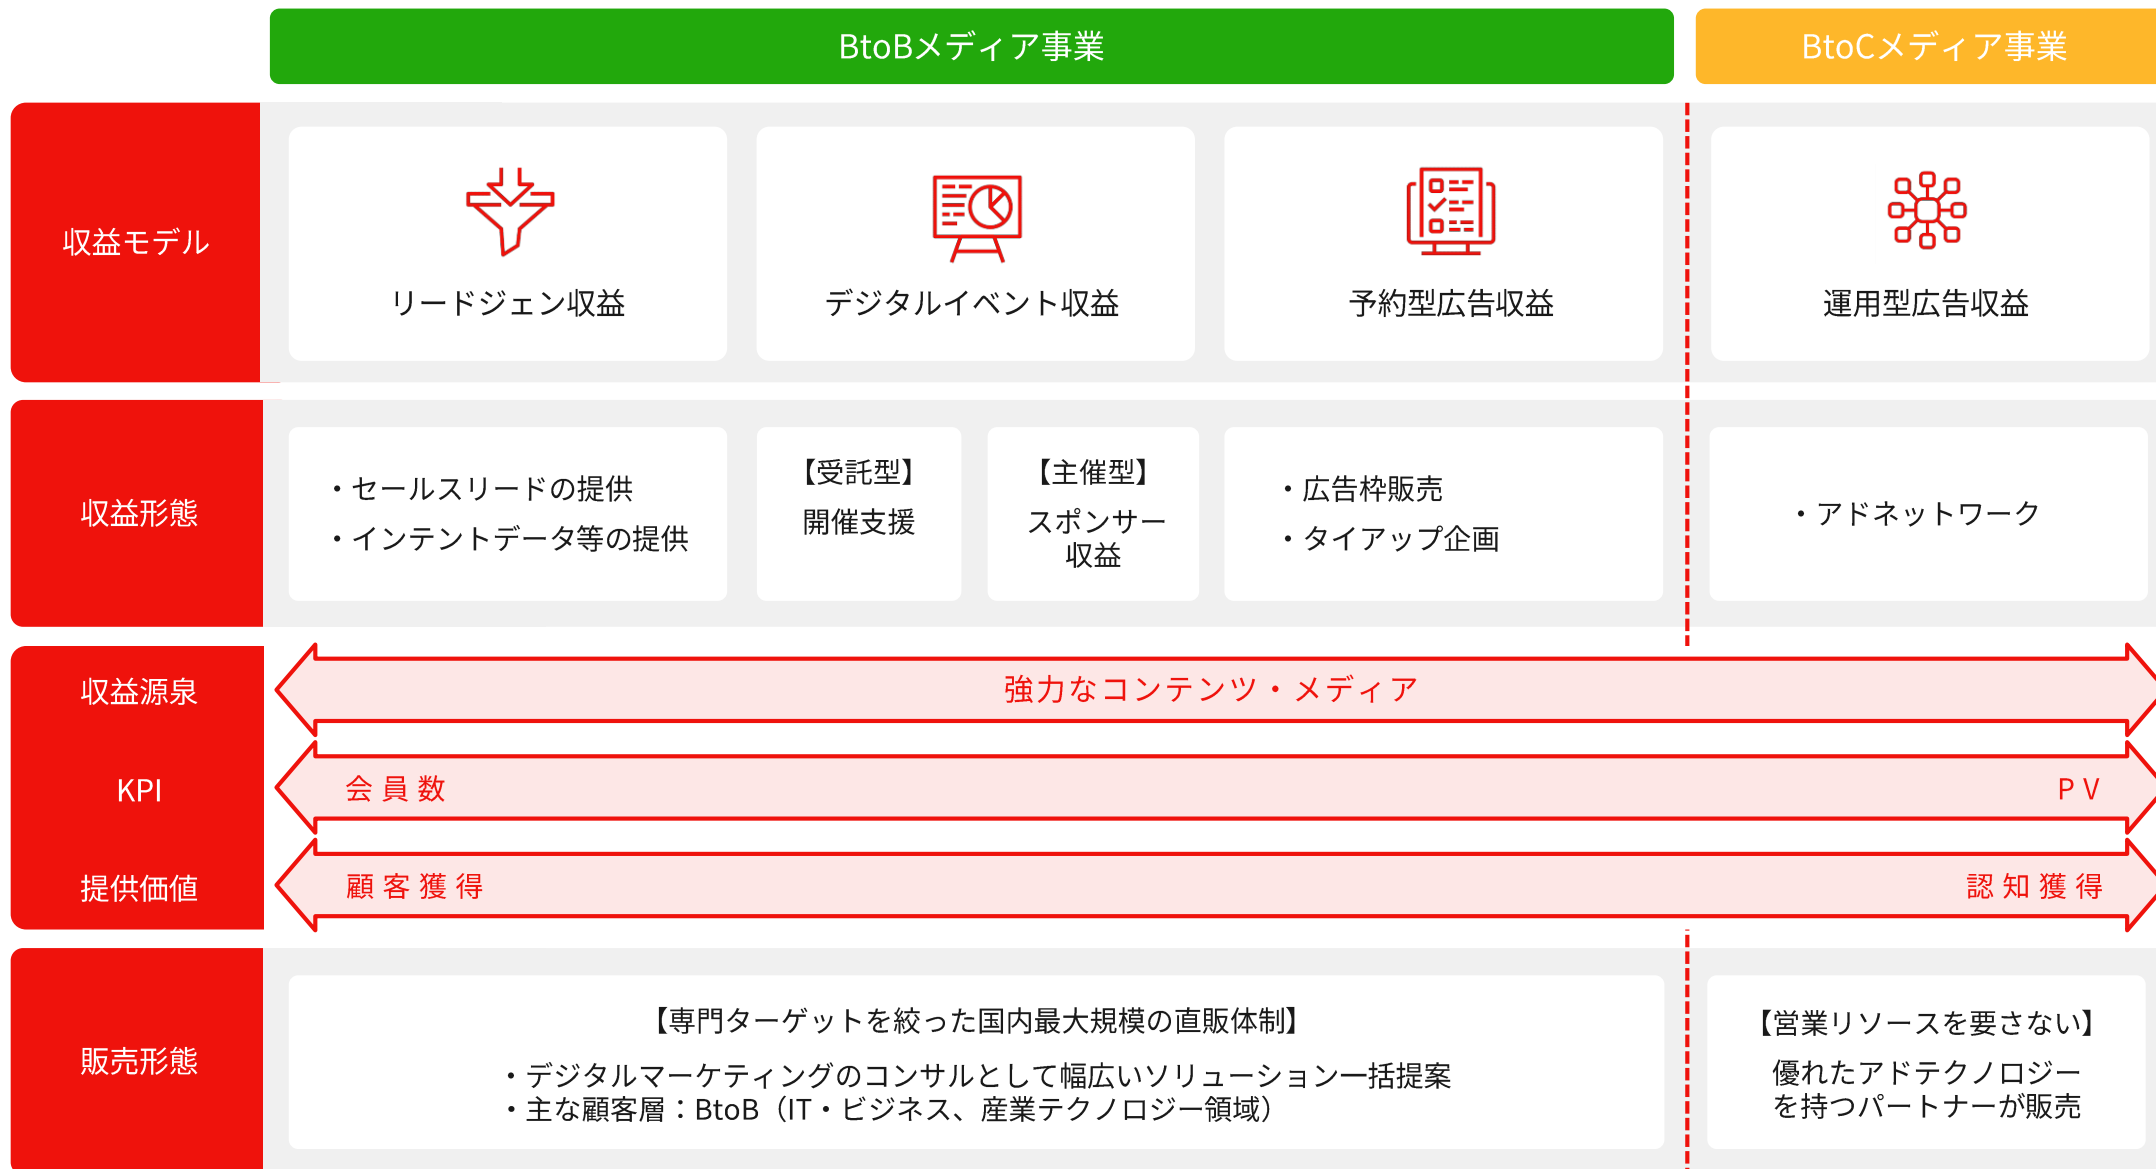 BtoBメディア事業
BtoCメディア事業
収益モデル
リードジェン収益
デジタルイベント収益
予約型広告収益
運用型広告収益
収益形態
・セールスリードの提供
・インテントデータ等の提供
【受託型】
開催支援
【主催型】
スポンサー
収益
・広告枠販売
・タイアップ企画
・アドネットワーク
収益源泉
強力なコンテンツ・メディア
KPI
会員数
PV
提供価値
顧客獲得
認知獲得
販売形態
【専門ターゲットを絞った国内最大規模の直販体制】
・デジタルマーケティングのコンサルとして幅広いソリューション一括提案
・主な顧客層：BtoB（IT・ビジネス、産業テクノロジー領域）
【営業リソースを要さない】
優れたアドテクノロジー
を持つパートナーが販売